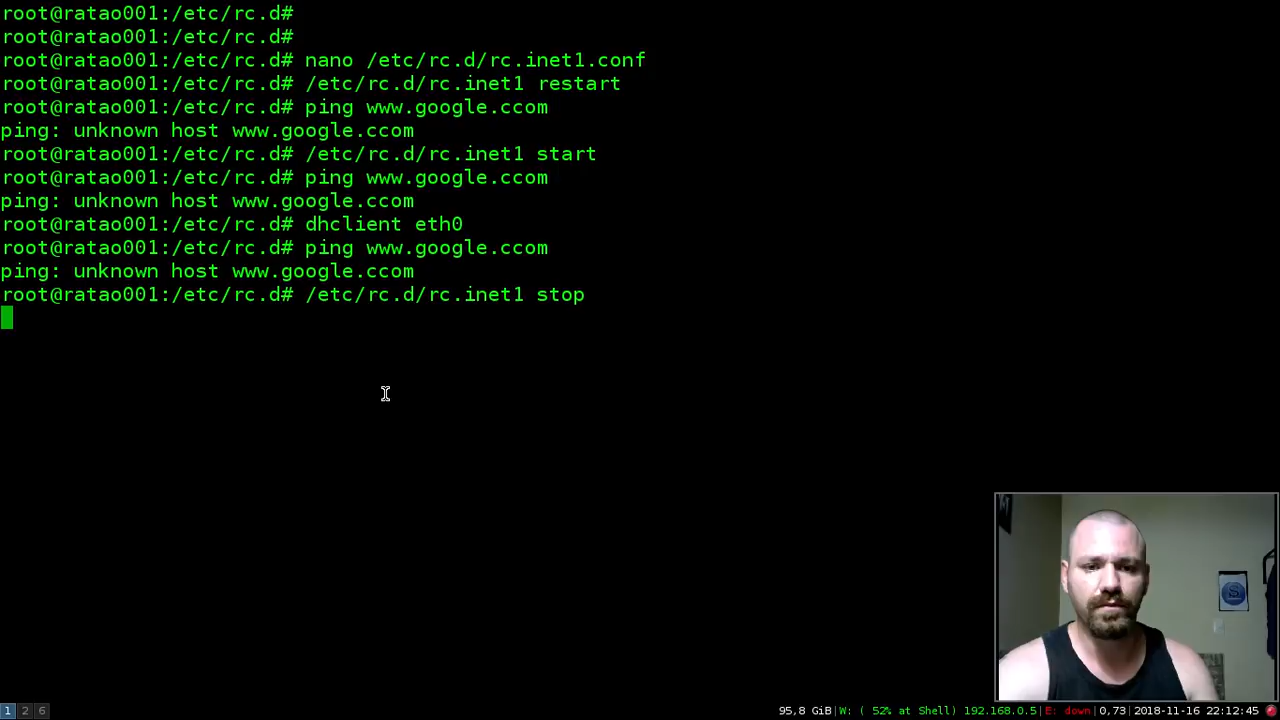 root@ratao001:/etc/rc.d#
root@ratao001:/etc/rc.d#
root@ratao001:/etc/rc.d# nano /etc/rc.d/rc.inet1.conf
root@ratao001:/etc/rc.d# /etc/rc.d/rc.inet1 restart
root@ratao001:/etc/rc.d# ping www.google.ccom
ping: unknown host www.google.ccom
root@ratao001:/etc/rc.d# /etc/rc.d/rc.inet1 start
root@ratao001:/etc/rc.d# ping www.google.ccom
ping: unknown host www.google.ccom
root@ratao001:/etc/rc.d# dhclient eth0
root@ratao001:/etc/rc.d# ping www.google.ccom
ping: unknown host www.google.ccom
root@ratao001:/etc/rc.d# /etc/rc.d/rc.inet1 stop
S
1 2 6 95,8 GiB|W: ( 52% at Shell) 192.168.0.5|E: down|0,73|2018-11-16 22:12:45